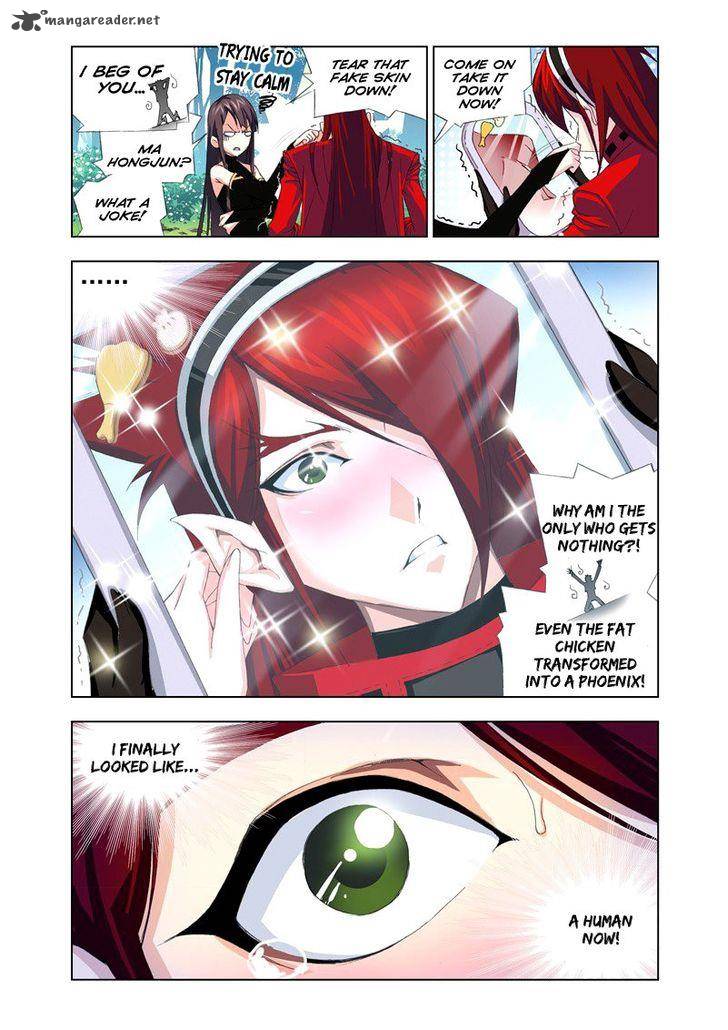 mangareader.net
I BEG OF
YOU...
TRYING TO
STAY CALM
TEAR THAT
FAKE SKIN
DOWN!
MA
HONGJUN?
WHAT A
JOKE!
COME ON
TAKE IT
DOWN
NOW!
......
WHY AM I THE
ONLY WHO GETS
NOTHING?!
EVEN THE FAT
CHICKEN
TRANSFORMED
INTO A PHOENIX!
I FINALLY
LOOKED LIKE...
A HUMAN
NOW!